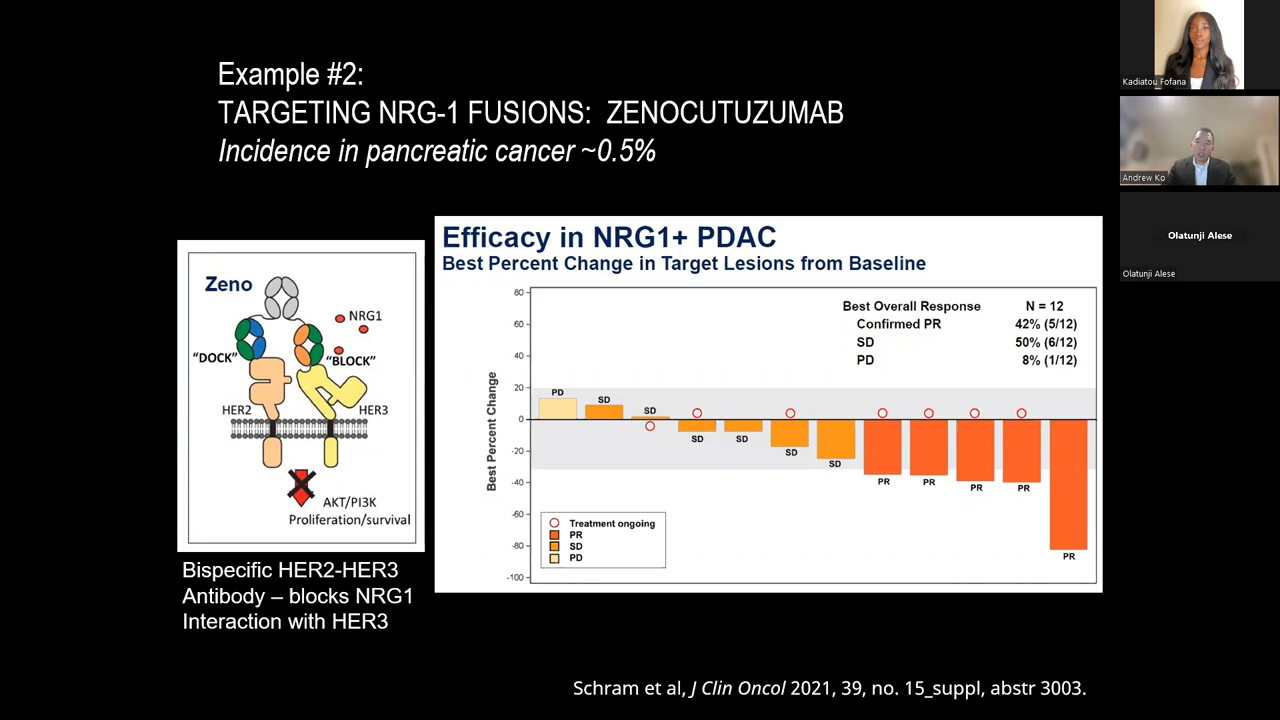 Example #2:
TARGETING NRG-1 FUSIONS: ZENOCUTUZUMAB
Incidence in pancreatic cancer ~0.5%
Zeno
NRG1
"DOCK"
"BLOCK"
HER2
HER3
AKT/PI3K
Proliferation/survival
Bispecific HER2-HER3
Antibody – blocks NRG1
Interaction with HER3
Efficacy in NRG1+ PDAC
Best Percent Change in Target Lesions from Baseline
Best Overall Response N = 12
Confirmed PR 42% (5/12)
SD 50% (6/12)
PD 8% (1/12)
Best Percent Change
80
60
40
20
0
-20
-40
-60
-80
-100
PD
SD
SD
SD
SD
SD
SD
PR
PR
PR
PR
PR
Treatment ongoing
PR
SD
PD
Schram et al, J Clin Oncol 2021, 39, no. 15_suppl, abstr 3003.
Kadiatou Fofana
Andrew Ko
Olatunji Alese
Olatunji Alese